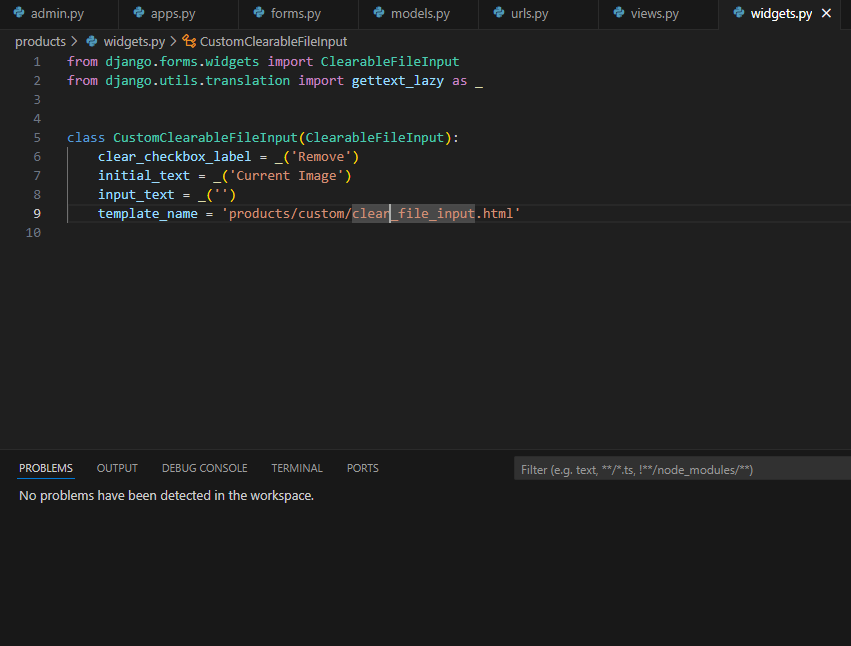 admin.py apps.py forms.py models.py urls.py views.py widgets.py
products > widgets.py > CustomClearableFileInput
1 from django.forms.widgets import ClearableFileInput
2 from django.utils.translation import gettext_lazy as _
3
4
5 class CustomClearableFileInput(ClearableFileInput):
6 clear_checkbox_label = _('Remove')
7 initial_text = _('Current Image')
8 input_text = _('')
9 template_name = 'products/custom/clear_file_input.html'
10
PROBLEMS OUTPUT DEBUG CONSOLE TERMINAL PORTS Filter (e.g. text, **/*.ts, !**/node_modules/**)
No problems have been detected in the workspace.